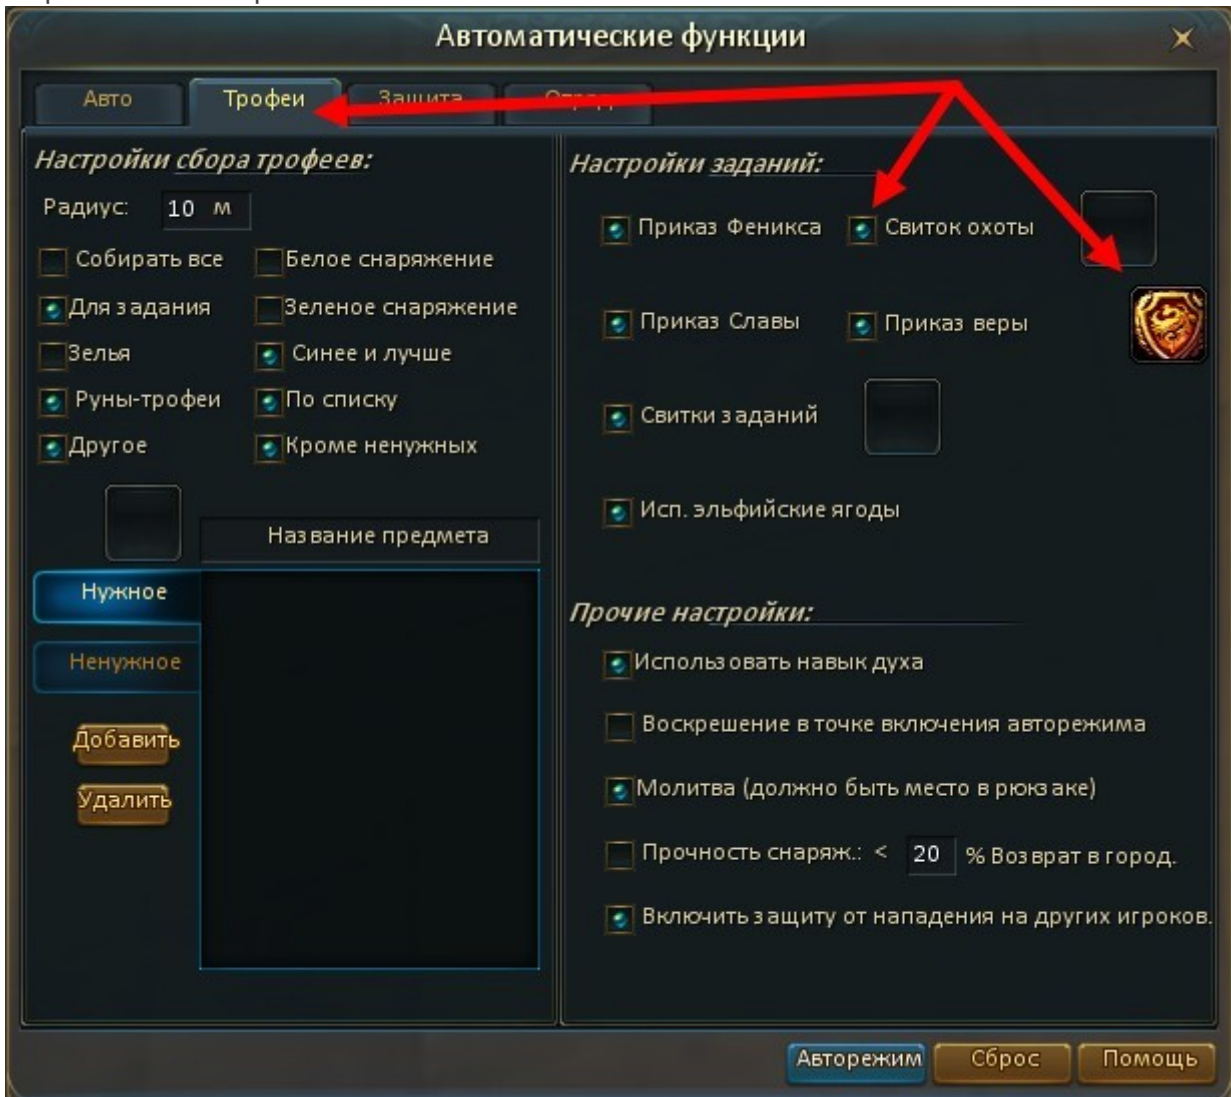 Автоматические функции
Авто Трофеи Защита
Настройки сбора трофеев:
Радиус: 10 м
Собирать все Белое снаряжение
Для задания Зеленое снаряжение
Зелья Синее и лучше
Руны-трофеи По списку
Другое Кроме ненужных
Название предмета
Нужное
Ненужное
Добавить
Удалить
Настройки заданий:
Приказ Феникса Свиток охоты
Приказ Славы Приказ веры
Свитки заданий
Исп. эльфийские ягоды
Прочие настройки:
Использовать навык духа
Воскрешение в точке включения авторежима
Молитва (должно быть место в рюкзаке)
Прочность снаряж.: < 20 % Возврат в город.
Включить защиту от нападения на других игроков.
Авторежим Сброс Помощь